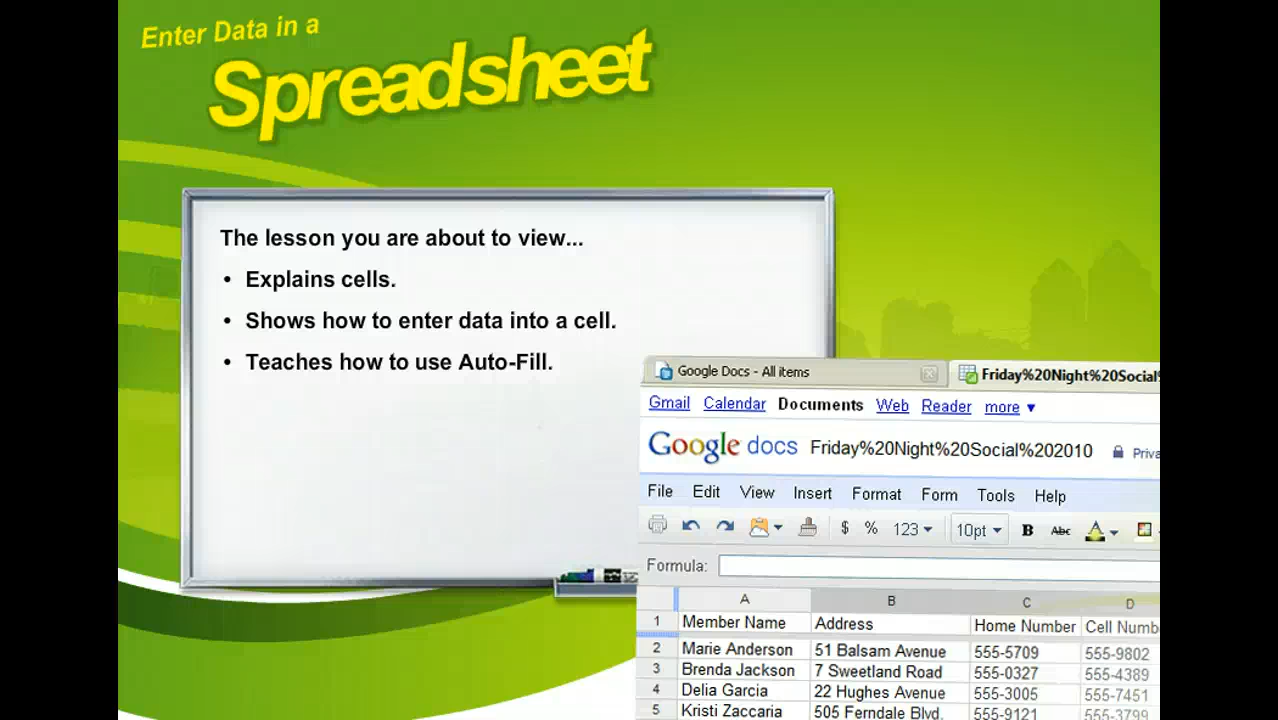 Enter Data in a
Spreadsheet
The lesson you are about to view...
• Explains cells.
• Shows how to enter data into a cell.
• Teaches how to use Auto-Fill.
Google Docs - All items
Friday%20Night%20Social%
Gmail Calendar Documents Web Reader more ▼
Google docs Friday%20Night%20Social%202010 Priva
File Edit View Insert Format Form Tools Help
$ % 123 10pt B Abc A
Formula:
A B C D
1 Member Name Address Home Number Cell Numb
2 Marie Anderson 51 Balsam Avenue 555-5709 555-9802
3 Brenda Jackson 7 Sweetland Road 555-0327 555-4389
4 Delia Garcia 22 Hughes Avenue 555-3005 555-7451
5 Kristi Zaccaria 505 Ferndale Blvd. 555-9121 555-3799